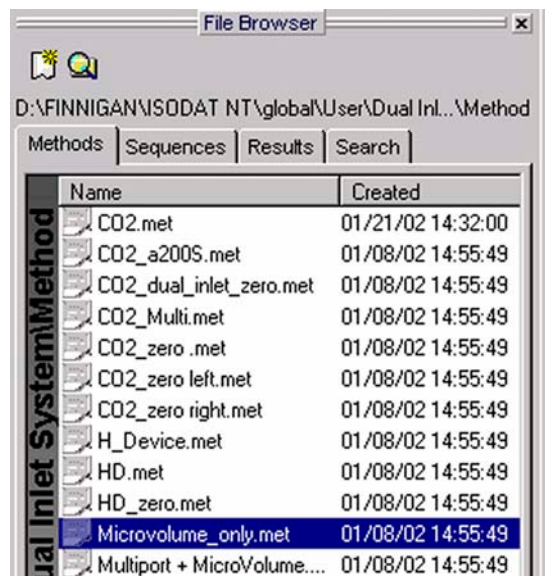 File Browser
D:\FINNIGAN\ISODAT NT\global\User\Dual Inl...\Method
Methods Sequences Results Search
Name Created
CO2.met 01/21/02 14:32:00
CO2_a200S.met 01/08/02 14:55:49
CO2_dual_inlet_zero.met 01/08/02 14:55:49
CO2_Multi.met 01/08/02 14:55:49
CO2_zero .met 01/08/02 14:55:49
CO2_zero left.met 01/08/02 14:55:49
CO2_zero right.met 01/08/02 14:55:49
H_Device.met 01/08/02 14:55:49
HD.met 01/08/02 14:55:49
HD_zero.met 01/08/02 14:55:49
Microvolume_only.met 01/08/02 14:55:49
Multiport + MicroVolume.... 01/08/02 14:55:49
ual Inlet System\Method